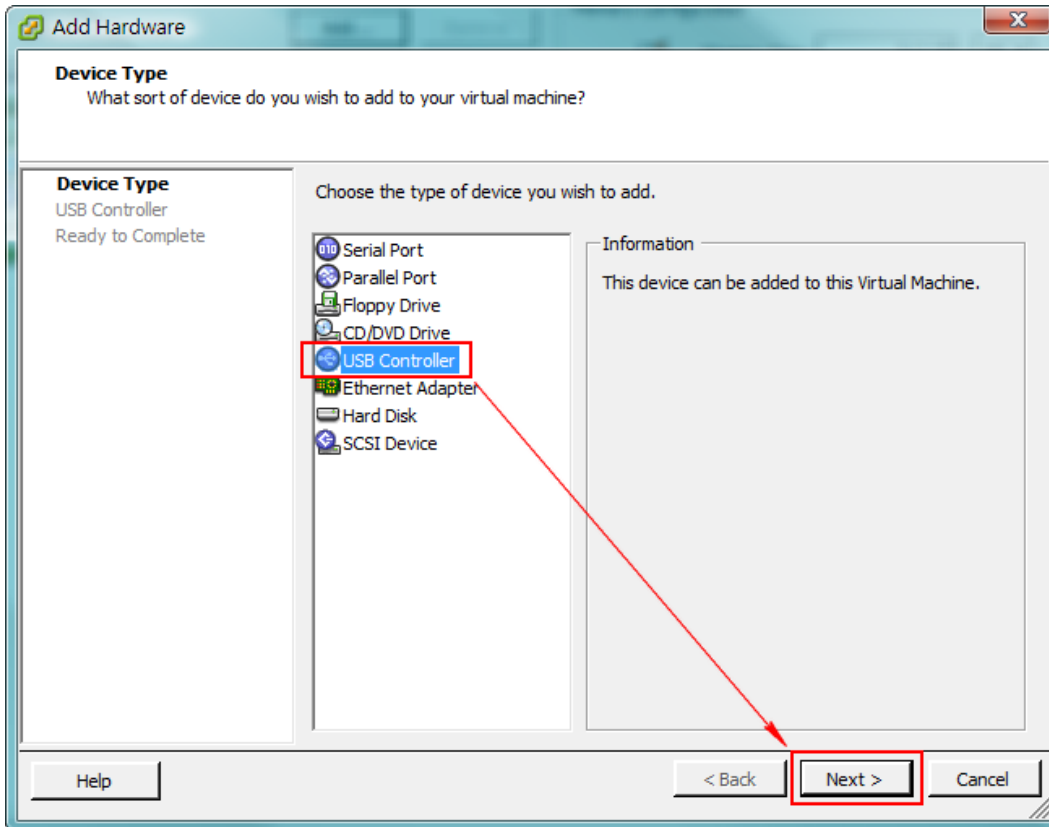 Add Hardware
Device Type
What sort of device do you wish to add to your virtual machine?
Device Type
USB Controller
Ready to Complete
Choose the type of device you wish to add.
Serial Port
Parallel Port
Floppy Drive
CD/DVD Drive
USB Controller
Ethernet Adapter
Hard Disk
SCSI Device
Information
This device can be added to this Virtual Machine.
Help
< Back
Next >
Cancel